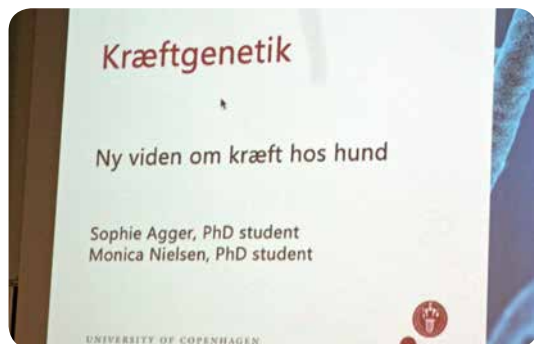 Kræftgenetik
Ny viden om kræft hos hund
Sophie Agger, PhD student
Monica Nielsen, PhD student
UNIVERSITY OF COPENHAGEN